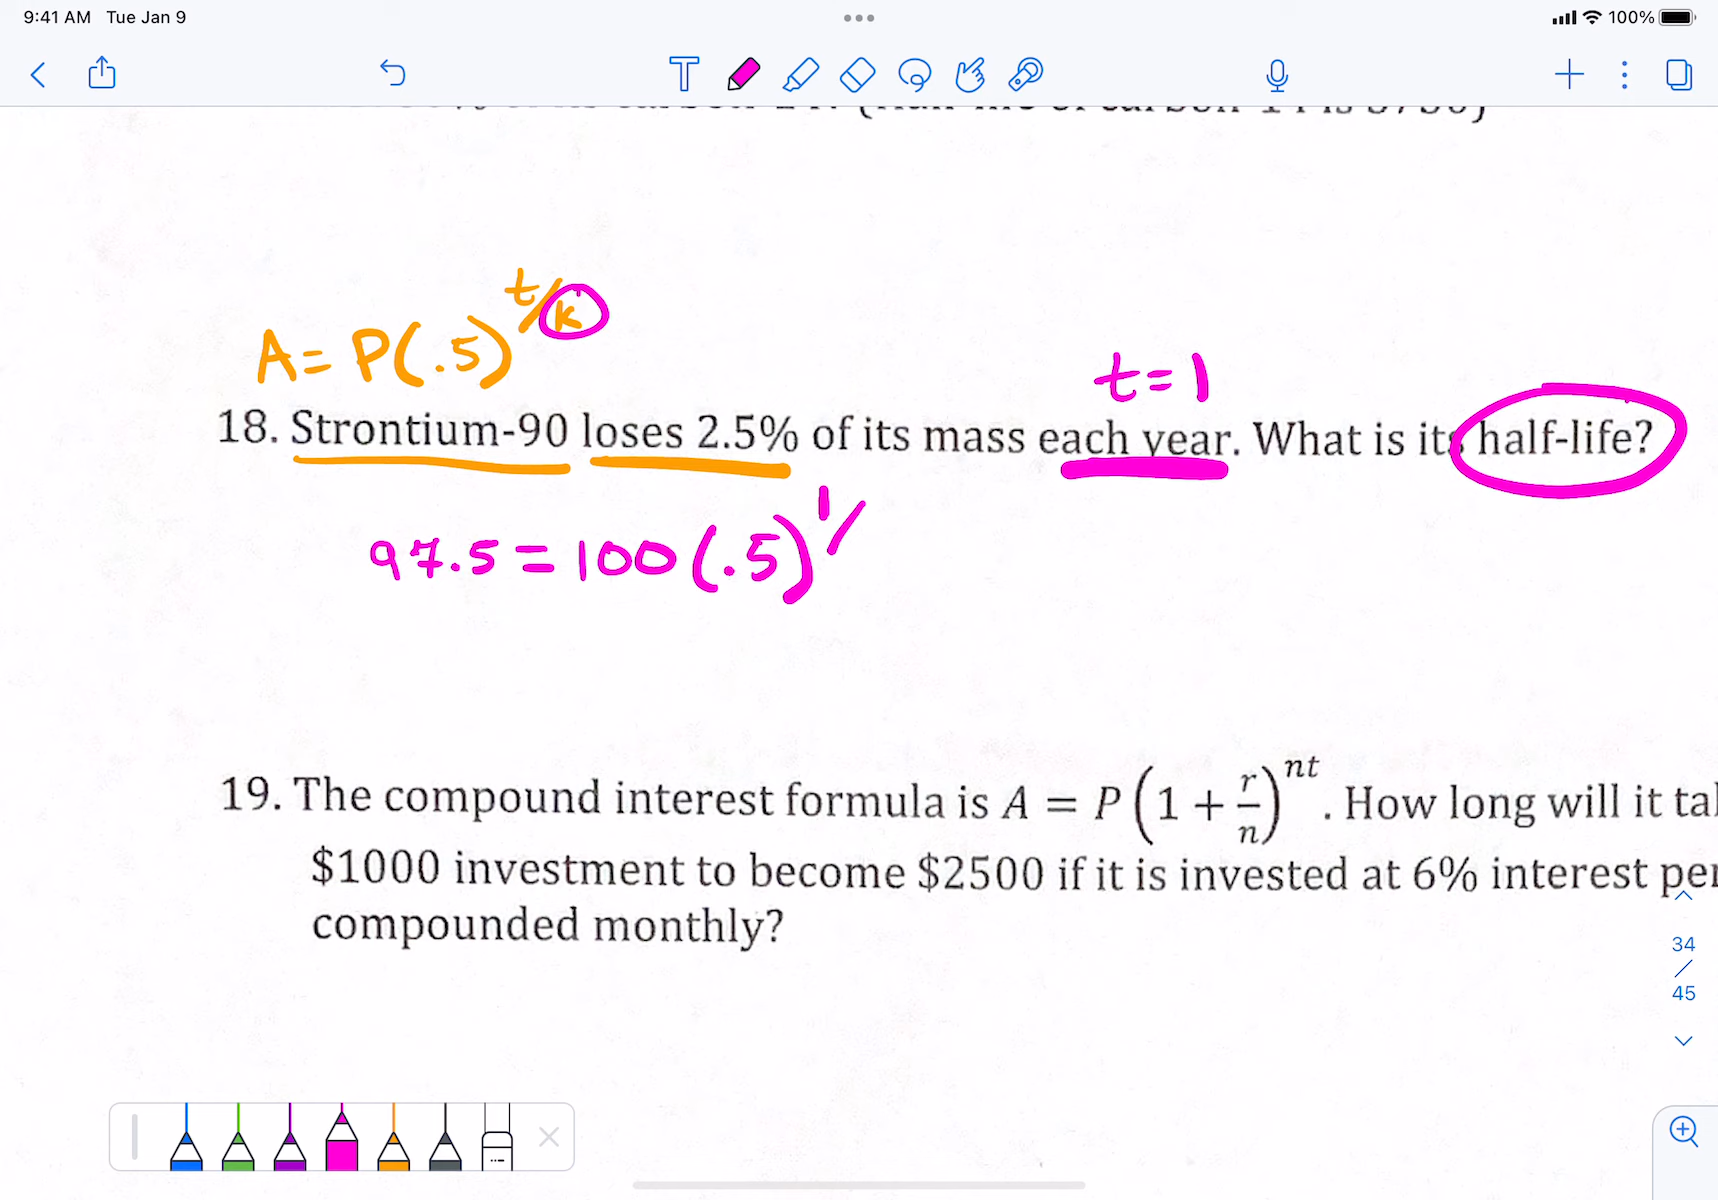 9:41 AM Tue Jan 9
100%
A = P(.5)^t/k
t = 1
18. Strontium-90 loses 2.5% of its mass each year. What is its half-life?
97.5 = 100 (.5)^1/
19. The compound interest formula is A = P(1 + r/n)^nt. How long will it
$1000 investment to become $2500 if it is invested at 6% interest
compounded monthly?
34
/
45